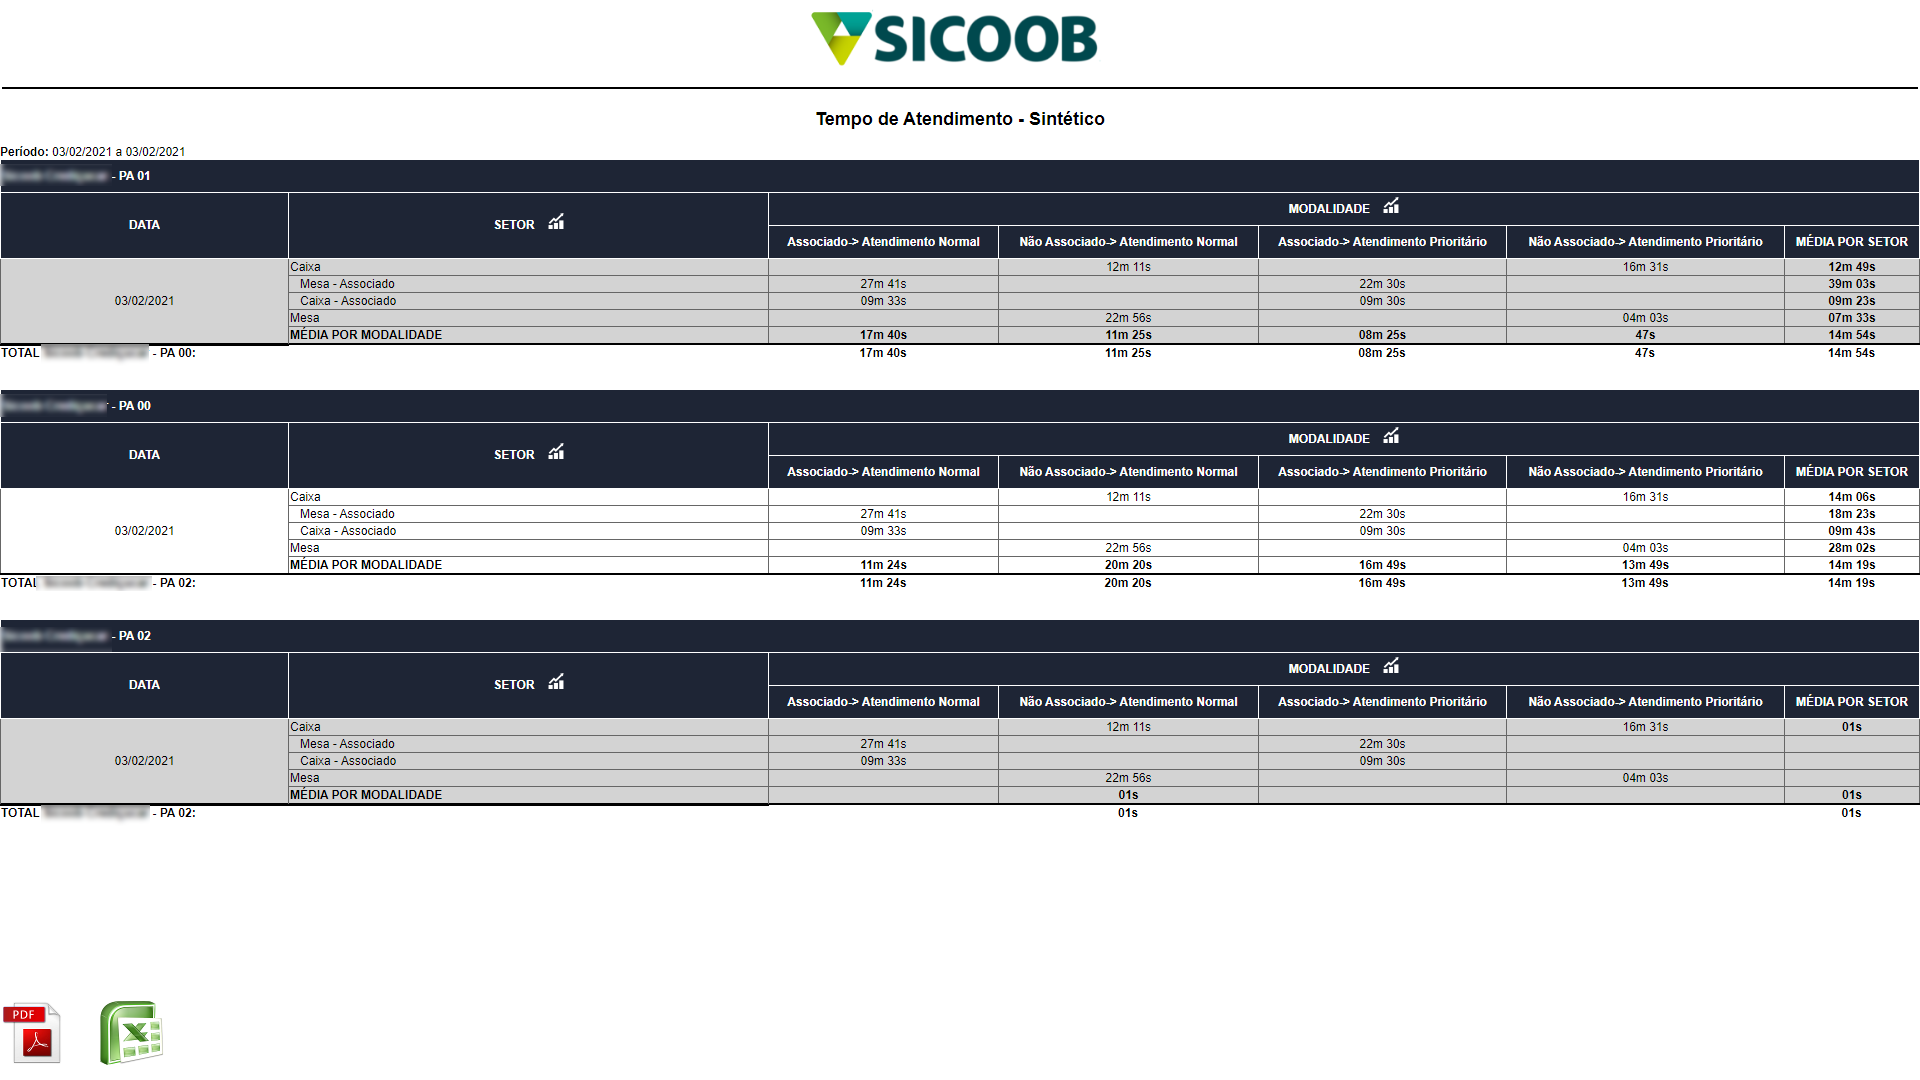 SICOOB
Tempo de Atendimento - Sintético
Período: 03/02/2021 a 03/02/2021
- PA 01
DATA SETOR MODALIDADE
Associado-> Atendimento Normal Não Associado-> Atendimento Normal Associado-> Atendimento Prioritário Não Associado-> Atendimento Prioritário MÉDIA POR SETOR
Caixa 12m 11s 16m 31s 12m 49s
Mesa - Associado 27m 41s 22m 30s 39m 03s
03/02/2021 Caixa - Associado 09m 33s 09m 30s 09m 23s
Mesa 22m 56s 04m 03s 07m 33s
MÉDIA POR MODALIDADE 17m 40s 11m 25s 08m 25s 47s 14m 54s
TOTAL - PA 00: 17m 40s 11m 25s 08m 25s 47s 14m 54s
- PA 00
DATA SETOR MODALIDADE
Associado-> Atendimento Normal Não Associado-> Atendimento Normal Associado-> Atendimento Prioritário Não Associado-> Atendimento Prioritário MÉDIA POR SETOR
Caixa 12m 11s 16m 31s 14m 06s
Mesa - Associado 27m 41s 22m 30s 18m 23s
03/02/2021 Caixa - Associado 09m 33s 09m 30s 09m 43s
Mesa 22m 56s 04m 03s 28m 02s
MÉDIA POR MODALIDADE 11m 24s 20m 20s 16m 49s 13m 49s 14m 19s
TOTAL - PA 02: 11m 24s 20m 20s 16m 49s 13m 49s 14m 19s
- PA 02
DATA SETOR MODALIDADE
Associado-> Atendimento Normal Não Associado-> Atendimento Normal Associado-> Atendimento Prioritário Não Associado-> Atendimento Prioritário MÉDIA POR SETOR
Caixa 12m 11s 16m 31s 01s
Mesa - Associado 27m 41s 22m 30s
03/02/2021 Caixa - Associado 09m 33s 09m 30s
Mesa 22m 56s 04m 03s
MÉDIA POR MODALIDADE 01s 01s
TOTAL - PA 02: 01s 01s
PDF